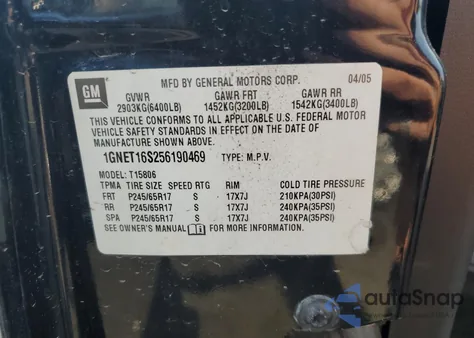 GM
MFD BY GENERAL MOTORS CORP. 04/05
GVWR GAWR FRT GAWR RR
2903KG(6400LB) 1452KG(3200LB) 1542KG(3400LB)
THIS VEHICLE CONFORMS TO ALL APPLICABLE U.S. FEDERAL MOTOR
VEHICLE SAFETY STANDARDS IN EFFECT ON THE DATE OF
MANUFACTURE SHOWN ABOVE.
1GNET16S256190469 TYPE: M.P.V.
MODEL: T15806
TPMA TIRE SIZE SPEED RTG RIM COLD TIRE PRESSURE
FRT P245/65R17 S 17X7J 210KPA(30PSI)
RR P245/65R17 S 17X7J 240KPA(35PSI)
SPA P245/65R17 S 17X7J 240KPA(35PSI)
SEE OWNER'S MANUAL FOR MORE INFORMATION.
autoSnap